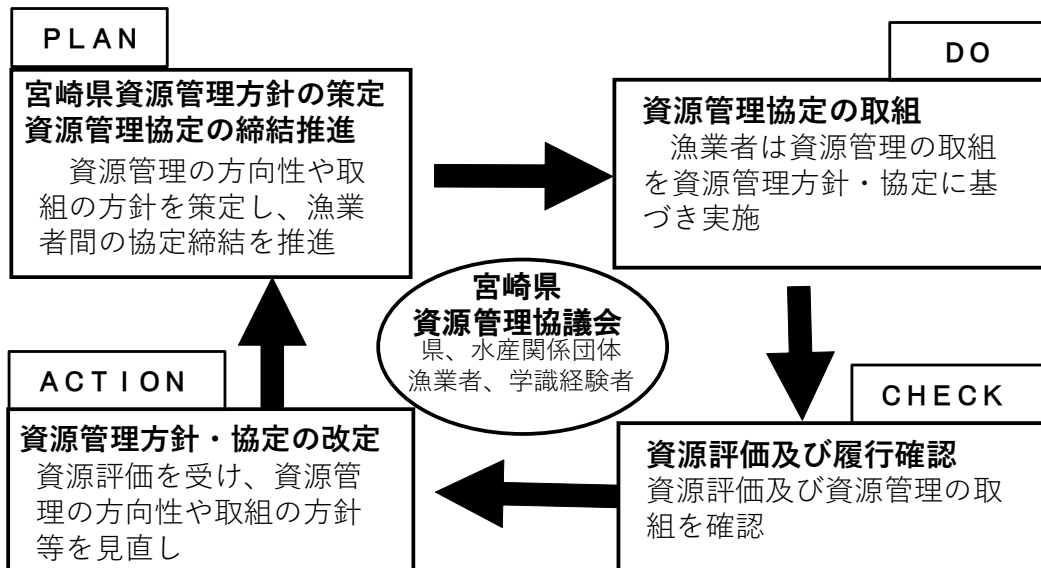 PLAN
宮崎県資源管理方針の策定
資源管理協定の締結推進
資源管理の方向性や取
組の方針を策定し、漁業
者間の協定締結を推進
DO
資源管理協定の取組
漁業者は資源管理の取組
を資源管理方針・協定に基
づき実施
宮崎県
資源管理協議会
県、水産関係団体
漁業者、学識経験者
CHECK
資源評価及び履行確認
資源評価及び資源管理の取
組を確認
ACTION
資源管理方針・協定の改定
資源評価を受け、資源管
理の方向性や取組の方針
等を見直し